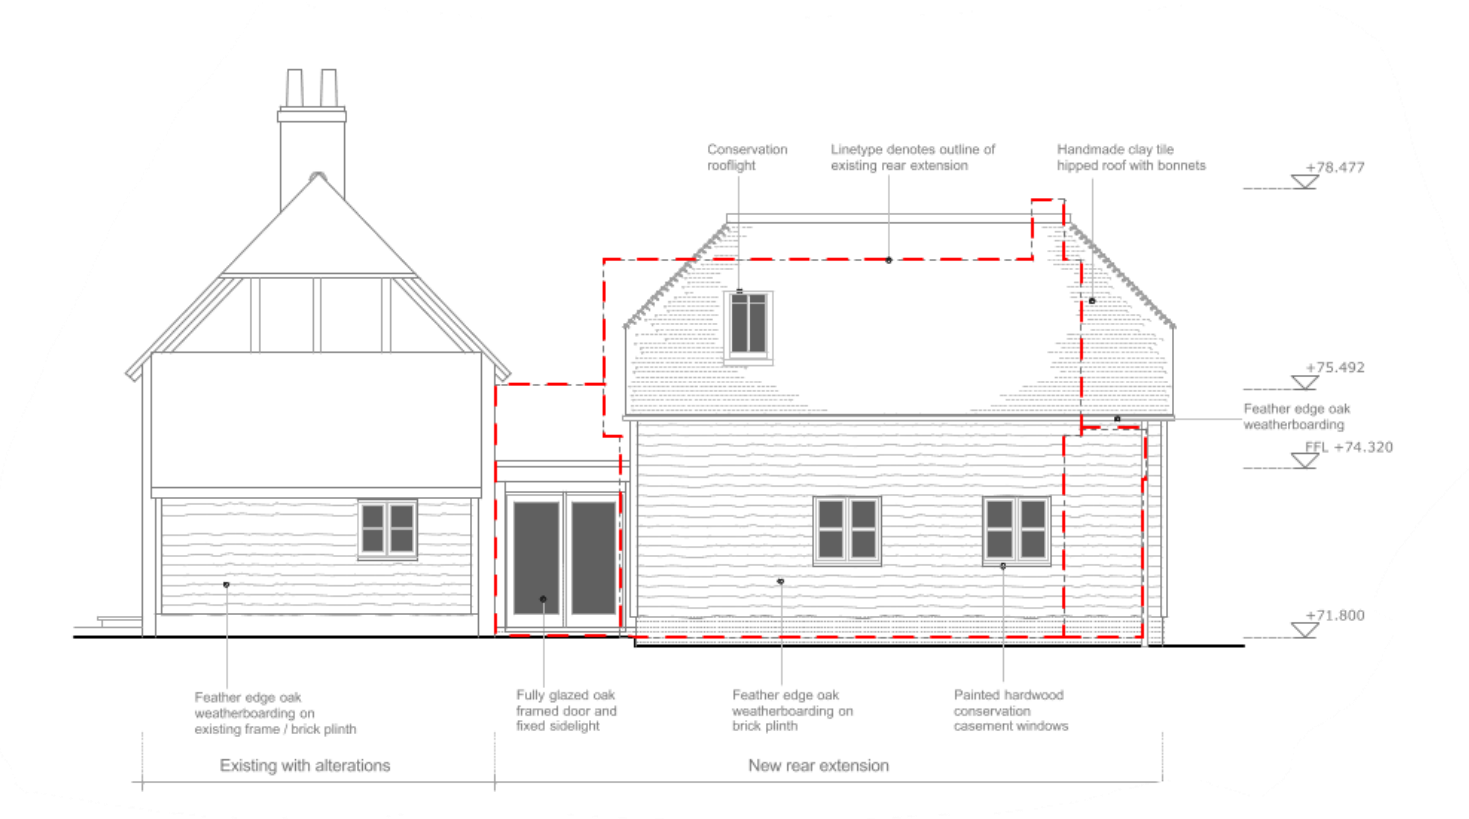 Conservation
rooflight
Linetype denotes outline of
existing rear extension
Handmade clay tile
hipped roof with bonnets
+78.477
+75.492
Feather edge oak
weatherboarding
FFL +74.320
+71.800
Feather edge oak
weatherboarding on
existing frame / brick plinth
Fully glazed oak
framed door and
fixed sidelight
Feather edge oak
weatherboarding on
brick plinth
Painted hardwood
conservation
casement windows
Existing with alterations
New rear extension